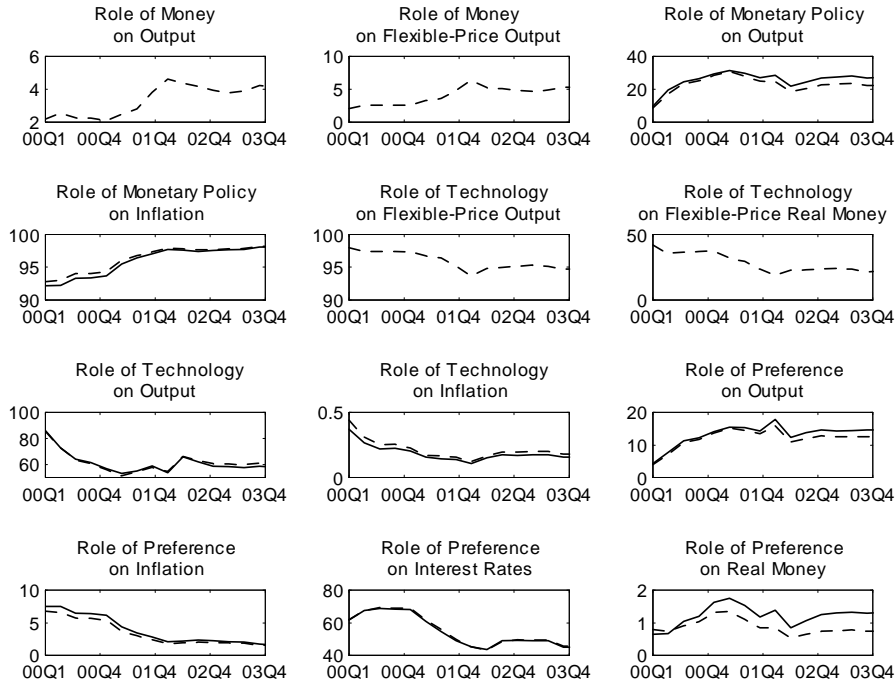 Role of Money
on Output
6
4
2
00Q1 00Q4 01Q4 02Q4 03Q4
Role of Money
on Flexible-Price Output
10
5
0
00Q1 00Q4 01Q4 02Q4 03Q4
Role of Monetary Policy
on Output
40
20
0
00Q1 00Q4 01Q4 02Q4 03Q4
Role of Monetary Policy
on Inflation
100
95
90
00Q1 00Q4 01Q4 02Q4 03Q4
Role of Technology
on Flexible-Price Output
100
95
90
00Q1 00Q4 01Q4 02Q4 03Q4
Role of Technology
on Flexible-Price Real Money
50
0
00Q1 00Q4 01Q4 02Q4 03Q4
Role of Technology
on Output
100
80
60
00Q1 00Q4 01Q4 02Q4 03Q4
Role of Technology
on Inflation
0.5
0
00Q1 00Q4 01Q4 02Q4 03Q4
Role of Preference
on Output
20
10
0
00Q1 00Q4 01Q4 02Q4 03Q4
Role of Preference
on Inflation
10
5
0
00Q1 00Q4 01Q4 02Q4 03Q4
Role of Preference
on Interest Rates
80
60
40
00Q1 00Q4 01Q4 02Q4 03Q4
Role of Preference
on Real Money
2
1
0
00Q1 00Q4 01Q4 02Q4 03Q4